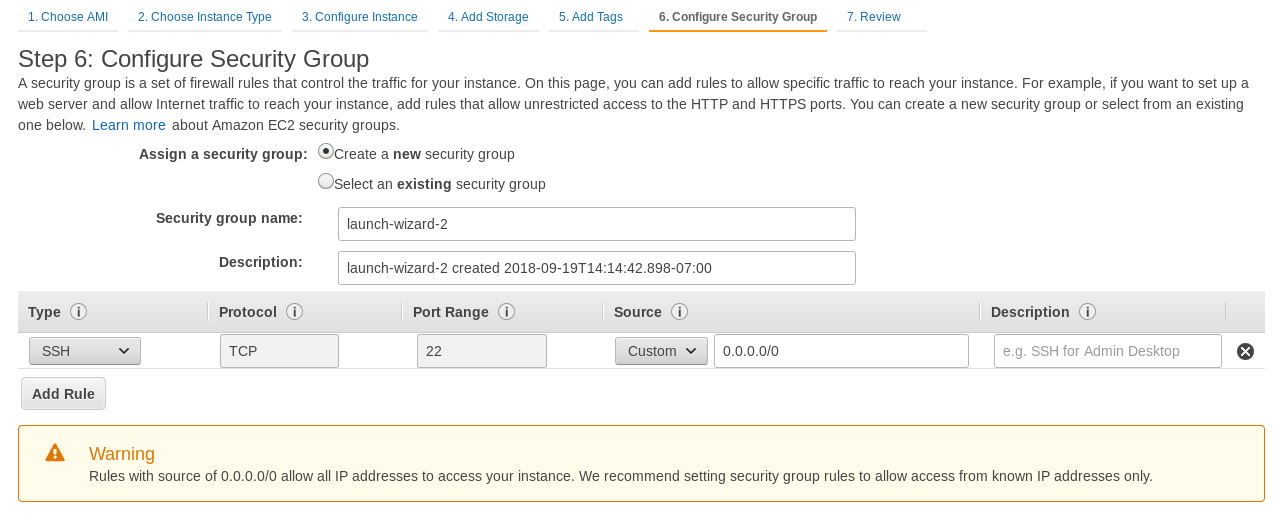 1. Choose AMI 2. Choose Instance Type 3. Configure Instance 4. Add Storage 5. Add Tags 6. Configure Security Group 7. Review
Step 6: Configure Security Group
A security group is a set of firewall rules that control the traffic for your instance. On this page, you can add rules to allow specific traffic to reach your instance. For example, if you want to set up a
web server and allow Internet traffic to reach your instance, add rules that allow unrestricted access to the HTTP and HTTPS ports. You can create a new security group or select from an existing
one below. Learn more about Amazon EC2 security groups.
Assign a security group: Create a new security group
Select an existing security group
Security group name: launch-wizard-2
Description: launch-wizard-2 created 2018-09-19T14:14:42.898-07:00
Type i Protocol i Port Range i Source i Description i
SSH TCP 22 Custom 0.0.0.0/0 e.g. SSH for Admin Desktop
Add Rule
Warning
Rules with source of 0.0.0.0/0 allow all IP addresses to access your instance. We recommend setting security group rules to allow access from known IP addresses only.